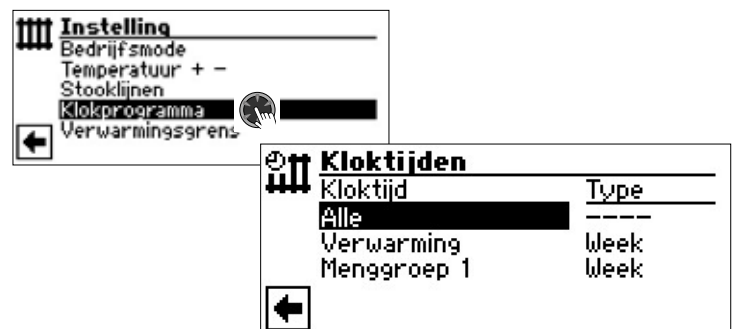 Instelling
Bedrijfsmode
Temperatuur + -
Stooklijnen
Klokprogramma
Verwarmingsgrens
Kloktijden
Kloktijd Type
Alle ----
Verwarming Week
Menggroep 1 Week